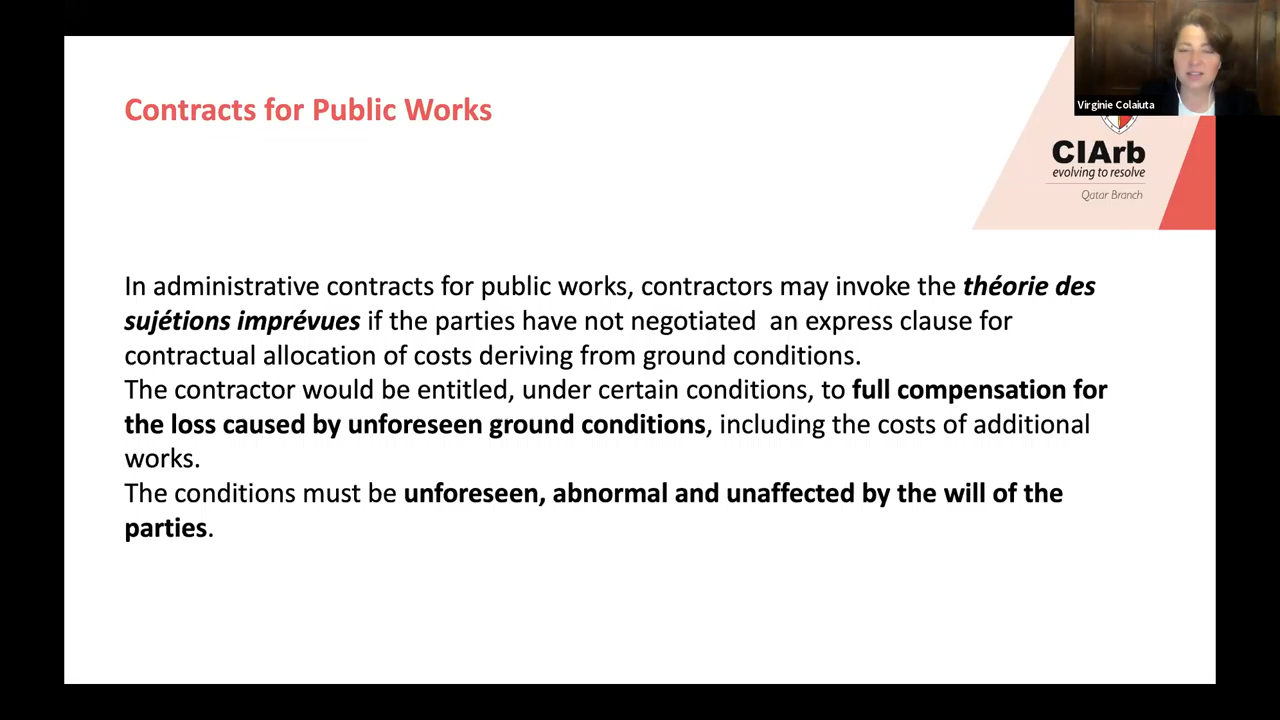 Contracts for Public Works
Virginie Colaiuta
CIArb
evolving to resolve
Qatar Branch
In administrative contracts for public works, contractors may invoke the théorie des
sujétions imprévues if the parties have not negotiated  an express clause for
contractual allocation of costs deriving from ground conditions.
The contractor would be entitled, under certain conditions, to full compensation for
the loss caused by unforeseen ground conditions, including the costs of additional
works.
The conditions must be unforeseen, abnormal and unaffected by the will of the
parties.